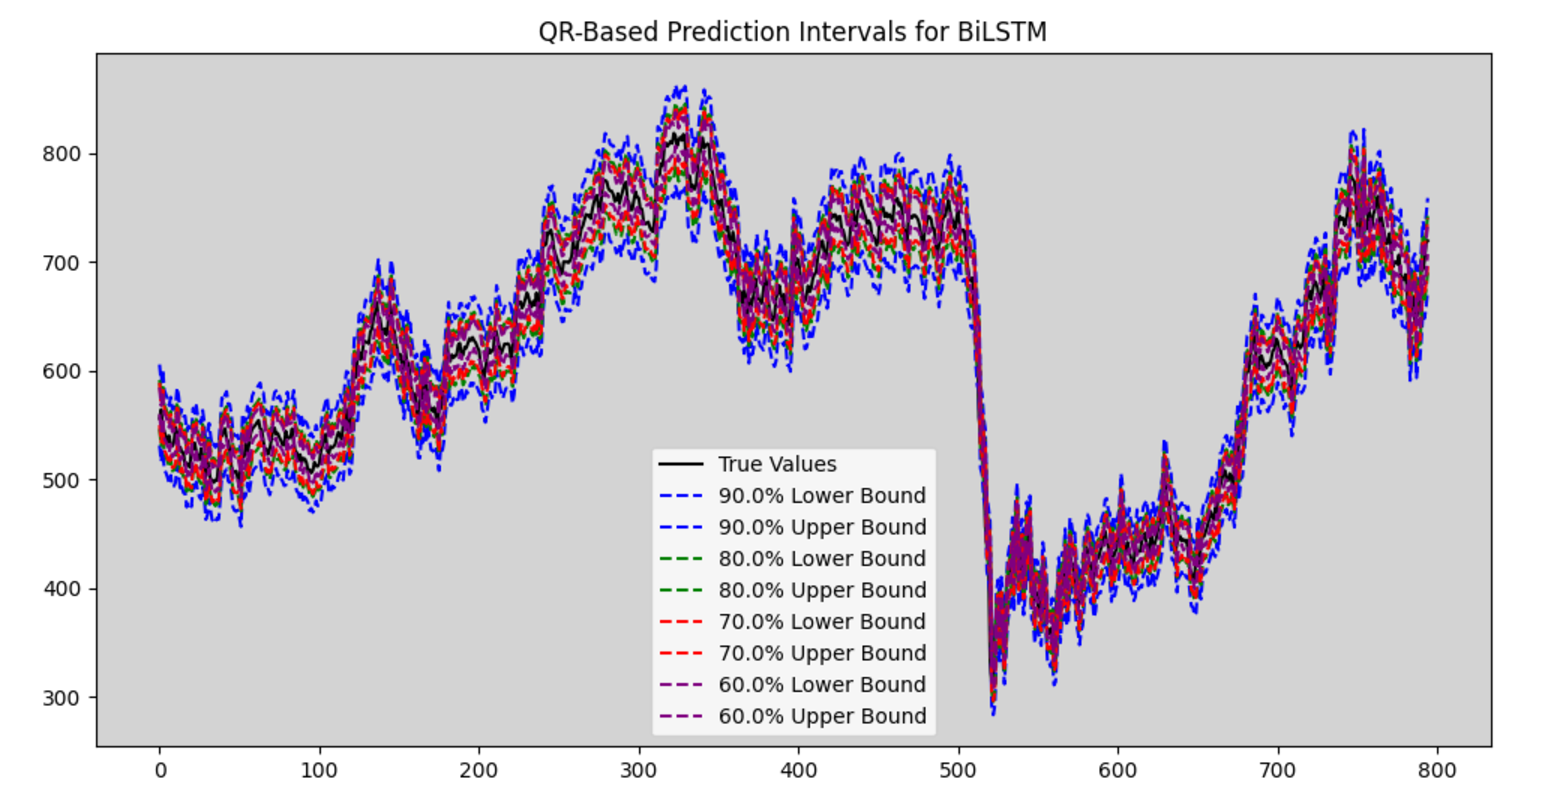 QR-Based Prediction Intervals for BiLSTM
800
700
600
500
400
300
True Values
90.0% Lower Bound
90.0% Upper Bound
80.0% Lower Bound
80.0% Upper Bound
70.0% Lower Bound
70.0% Upper Bound
60.0% Lower Bound
60.0% Upper Bound
0 100 200 300 400 500 600 700 800